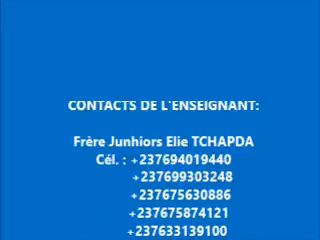 CONTACTS DE L'ENSEIGNANT:
Frère Junhiors Elie TCHAPDA
Cél. : +237694019440
+237699303248
+237675630886
+237675874121
+237633139100